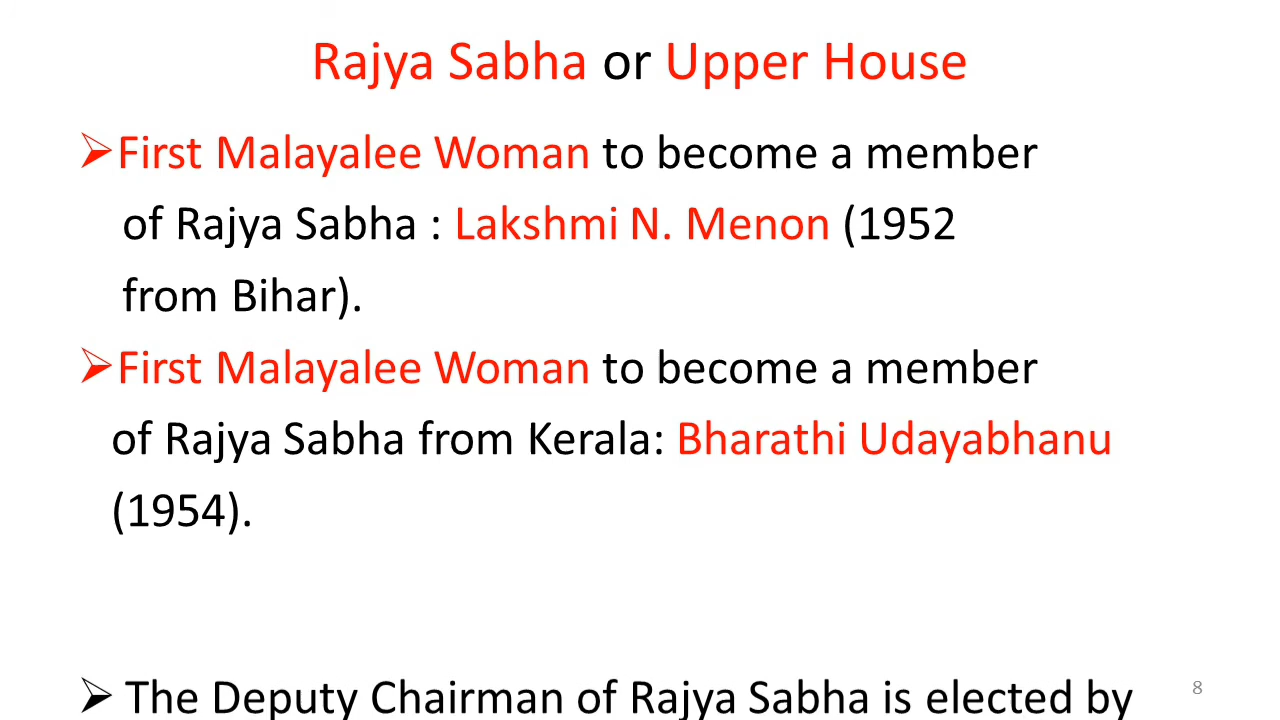 Rajya Sabha or Upper House
➢First Malayalee Woman to become a member
of Rajya Sabha : Lakshmi N. Menon (1952
from Bihar).
➢First Malayalee Woman to become a member
of Rajya Sabha from Kerala: Bharathi Udayabhanu
(1954).
➢ The Deputy Chairman of Rajya Sabha is elected by
8